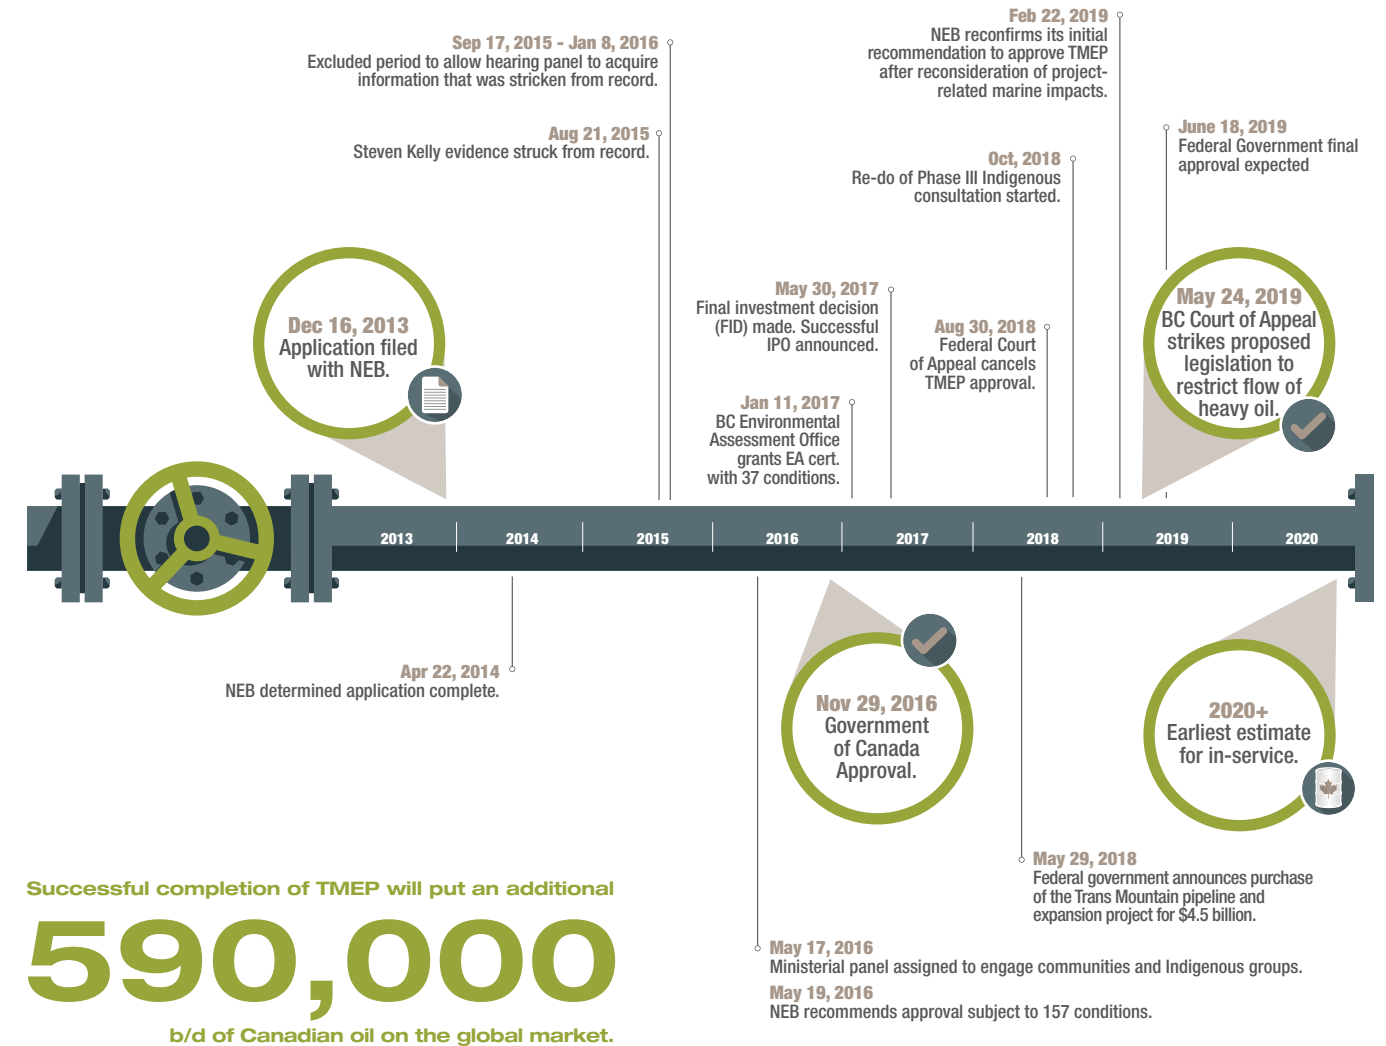 Feb 22, 2019
NEB reconfirms its initial
recommendation to approve TMEP
after reconsideration of project-
related marine impacts.
Sep 17, 2015 - Jan 8, 2016
Excluded period to allow hearing panel to acquire
information that was stricken from record.
Aug 21, 2015
Steven Kelly evidence struck from record.
June 18, 2019
Federal Government final
approval expected
Oct, 2018
Re-do of Phase III Indigenous
consultation started.
Dec 16, 2013
Application filed
with NEB.
May 30, 2017
Final investment decision
(FID) made. Successful
IPO announced.
Aug 30, 2018
Federal Court
of Appeal cancels
TMEP approval.
May 24, 2019
BC Court of Appeal
strikes proposed
legislation to
restrict flow of
heavy oil.
Jan 11, 2017
BC Environmental
Assessment Office
grants EA cert.
with 37 conditions.
2013
2014
2015
2016
2017
2018
2019
2020
Apr 22, 2014
NEB determined application complete.
Nov 29, 2016
Government
of Canada
Approval.
2020+
Earliest estimate
for in-service.
May 29, 2018
Federal government announces purchase
of the Trans Mountain pipeline and
expansion project for $4.5 billion.
May 17, 2016
Ministerial panel assigned to engage communities and Indigenous groups.
May 19, 2016
NEB recommends approval subject to 157 conditions.
Successful completion of TMEP will put an additional
590,000
b/d of Canadian oil on the global market.